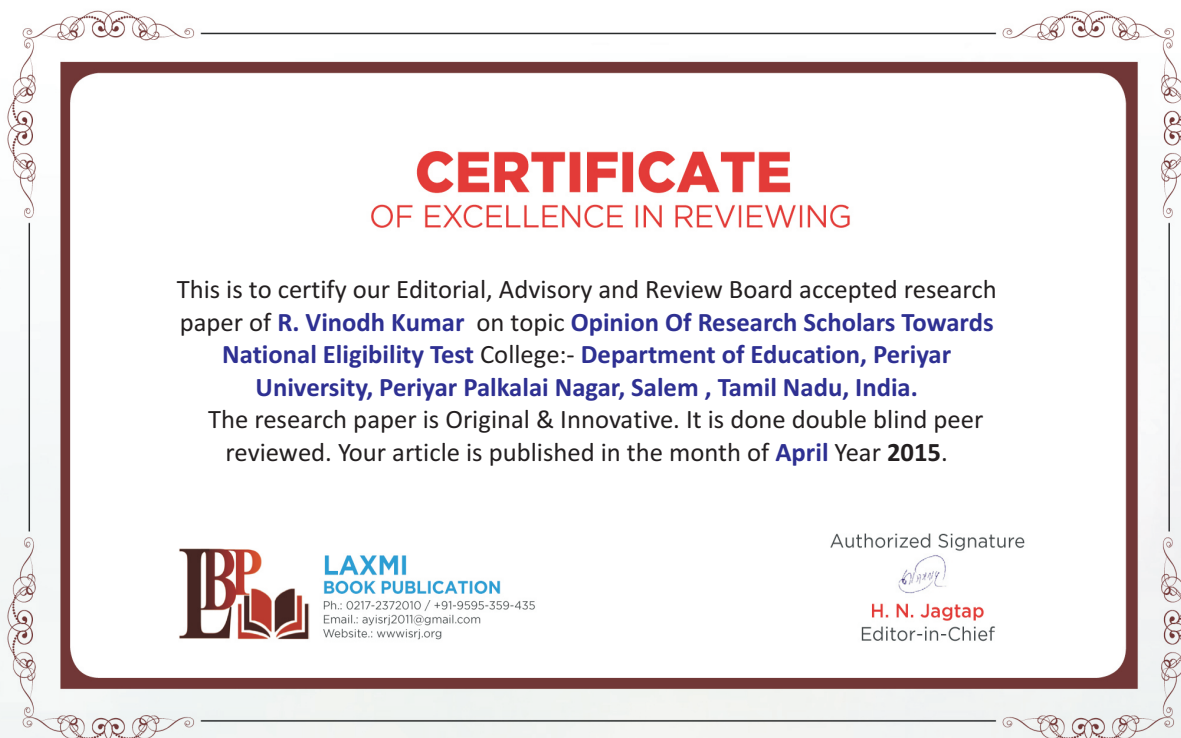 CERTIFICATE
OF EXCELLENCE IN REVIEWING
This is to certify our Editorial, Advisory and Review Board accepted research
paper of R. Vinodh Kumar on topic Opinion Of Research Scholars Towards
National Eligibility Test College:- Department of Education, Periyar
University, Periyar Palkalai Nagar, Salem , Tamil Nadu, India.
The research paper is Original & Innovative. It is done double blind peer
reviewed. Your article is published in the month of April Year 2015.
LBP
LAXMI
BOOK PUBLICATION
Ph.: 0217-2372010 / +91-9595-359-435
Email.: ayisrj2011@gmail.com
Website.: wwwisrj.org
Authorized Signature
H. N. Jagtap
Editor-in-Chief